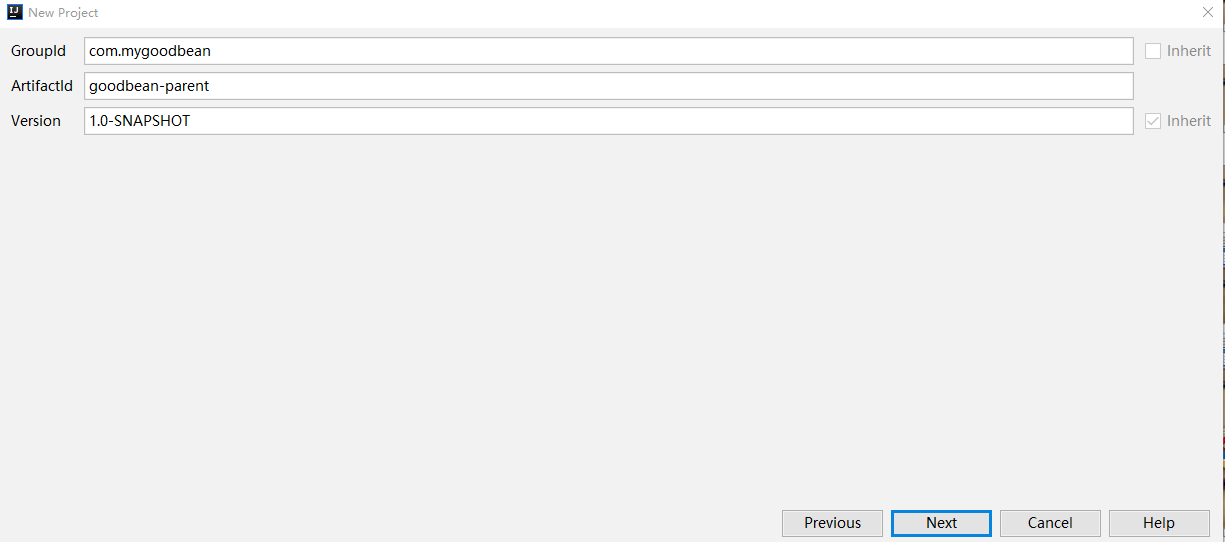 IJ New Project
GroupId com.mygoodbean Inherit
ArtifactId goodbean-parent
Version 1.0-SNAPSHOT Inherit
Previous Next Cancel Help